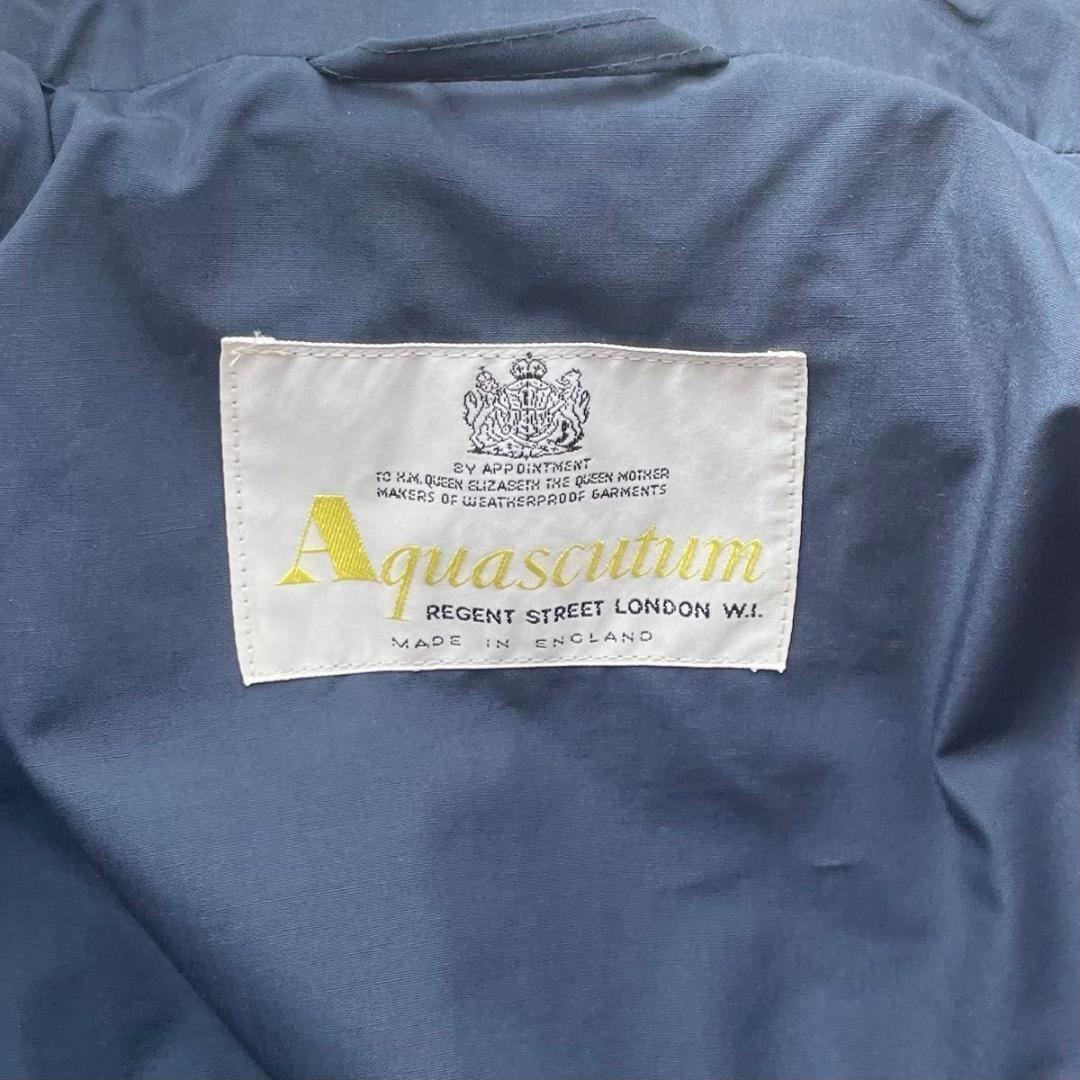 BY APPOINTMENT
TO H.M. QUEEN ELIZABETH THE QUEEN MOTHER
MAKERS OF WEATHERPROOF GARMENTS
Aquascutum
REGENT STREET LONDON W.I.
MADE IN ENGLAND